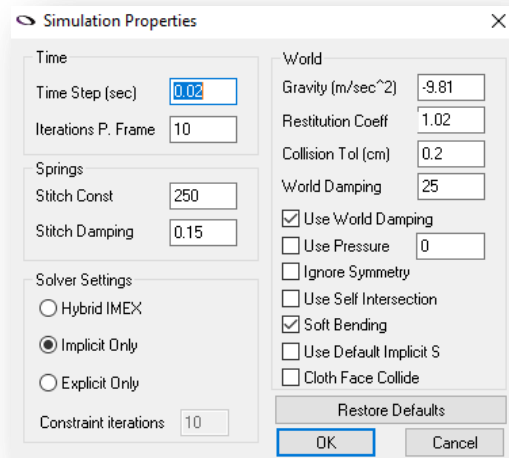 Simulation Properties
Time
Time Step (sec) 0.02
Iterations P. Frame 10
Springs
Stitch Const 250
Stitch Damping 0.15
Solver Settings
Hybrid IMEX
Implicit Only
Explicit Only
Constraint iterations 10
World
Gravity (m/sec^2) -9.81
Restitution Coeff 1.02
Collision Tol (cm) 0.2
World Damping 25
Use World Damping
Use Pressure 0
Ignore Symmetry
Use Self Intersection
Soft Bending
Use Default Implicit S
Cloth Face Collide
Restore Defaults
OK Cancel